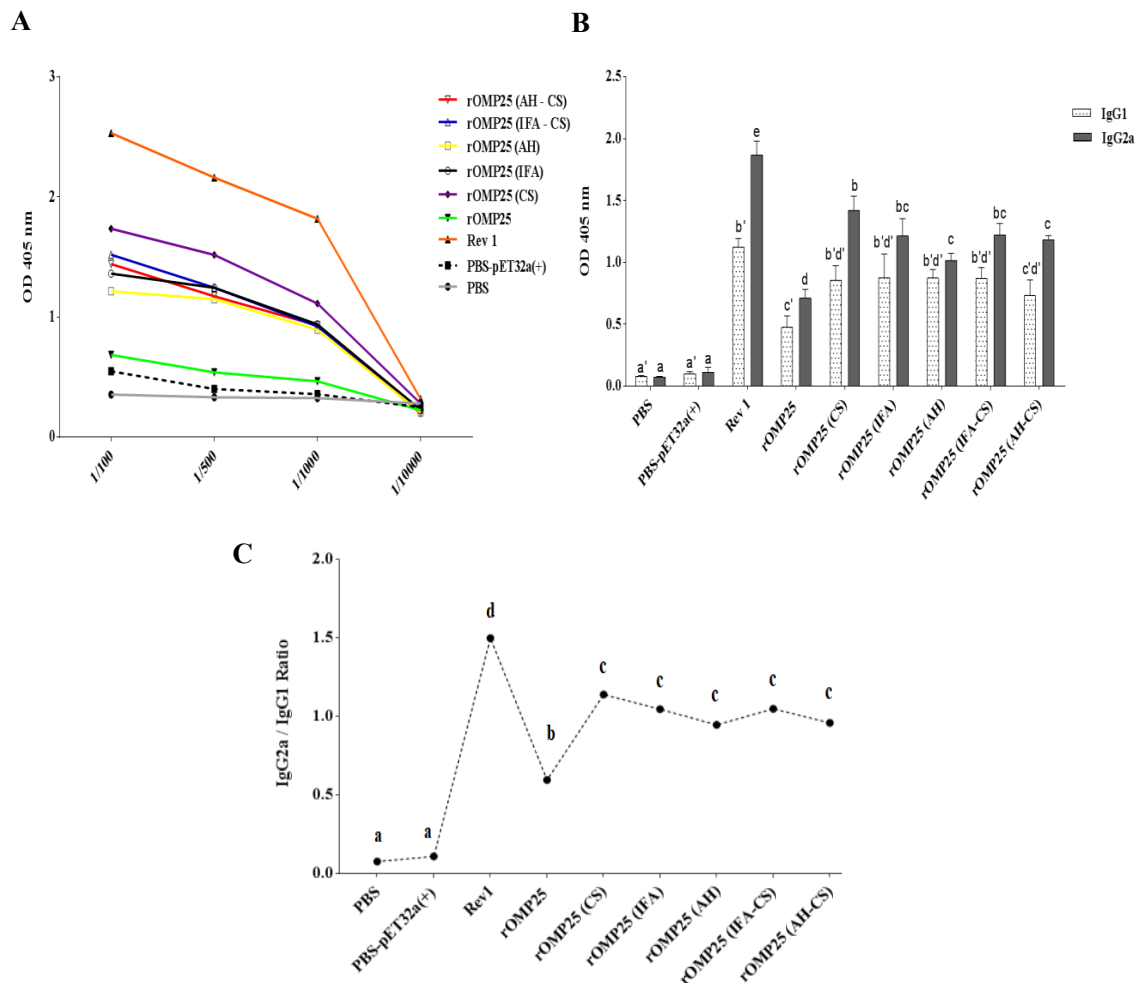 A
3
2
1
0
OD 405 nm
1/100
1/500
1/1000
1/10000
rOMP25 (AH - CS)
rOMP25 (IFA - CS)
rOMP25 (AH)
rOMP25 (IFA)
rOMP25 (CS)
rOMP25
Rev 1
PBS-pET32a(+)
PBS
B
2.5
2.0
1.5
1.0
0.5
0.0
OD 405 nm
a' a
a' a
b' e
c' d
b'd' b
b'd' bc
b'd' c
b'd' bc
c'd' c
PBS
PBS-pET32a(+)
Rev 1
rOMP25
rOMP25 (CS)
rOMP25 (IFA)
rOMP25 (AH)
rOMP25 (IFA-CS)
rOMP25 (AH-CS)
IgG1
IgG2a
C
2.0
1.5
1.0
0.5
0.0
IgG2a / IgG1 Ratio
a
a
d
b
c
c
c
c
c
PBS
PBS-pET32a(+)
Rev1
rOMP25
rOMP25 (CS)
rOMP25 (IFA)
rOMP25 (AH)
rOMP25 (IFA-CS)
rOMP25 (AH-CS)